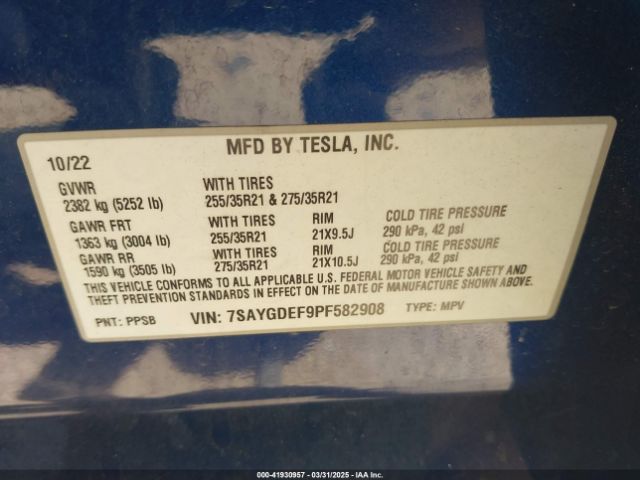 MFD BY TESLA, INC.
10/22
GVWR WITH TIRES
2382 kg (5252 lb) 255/35R21 & 275/35R21
GAWR FRT WITH TIRES RIM COLD TIRE PRESSURE
1363 kg (3004 lb) 255/35R21 21X9.5J 290 kPa, 42 psi
GAWR RR WITH TIRES RIM COLD TIRE PRESSURE
1590 kg (3505 lb) 275/35R21 21X10.5J 290 kPa, 42 psi
THIS VEHICLE CONFORMS TO ALL APPLICABLE U.S. FEDERAL MOTOR VEHICLE SAFETY AND
THEFT PREVENTION STANDARDS IN EFFECT ON THE DATE OF MANUFACTURE SHOWN ABOVE.
PNT: PPSB VIN: 7SAYGDEF9PF582908 TYPE: MPV
000-41930957 - 03/31/2025 - IAA Inc.